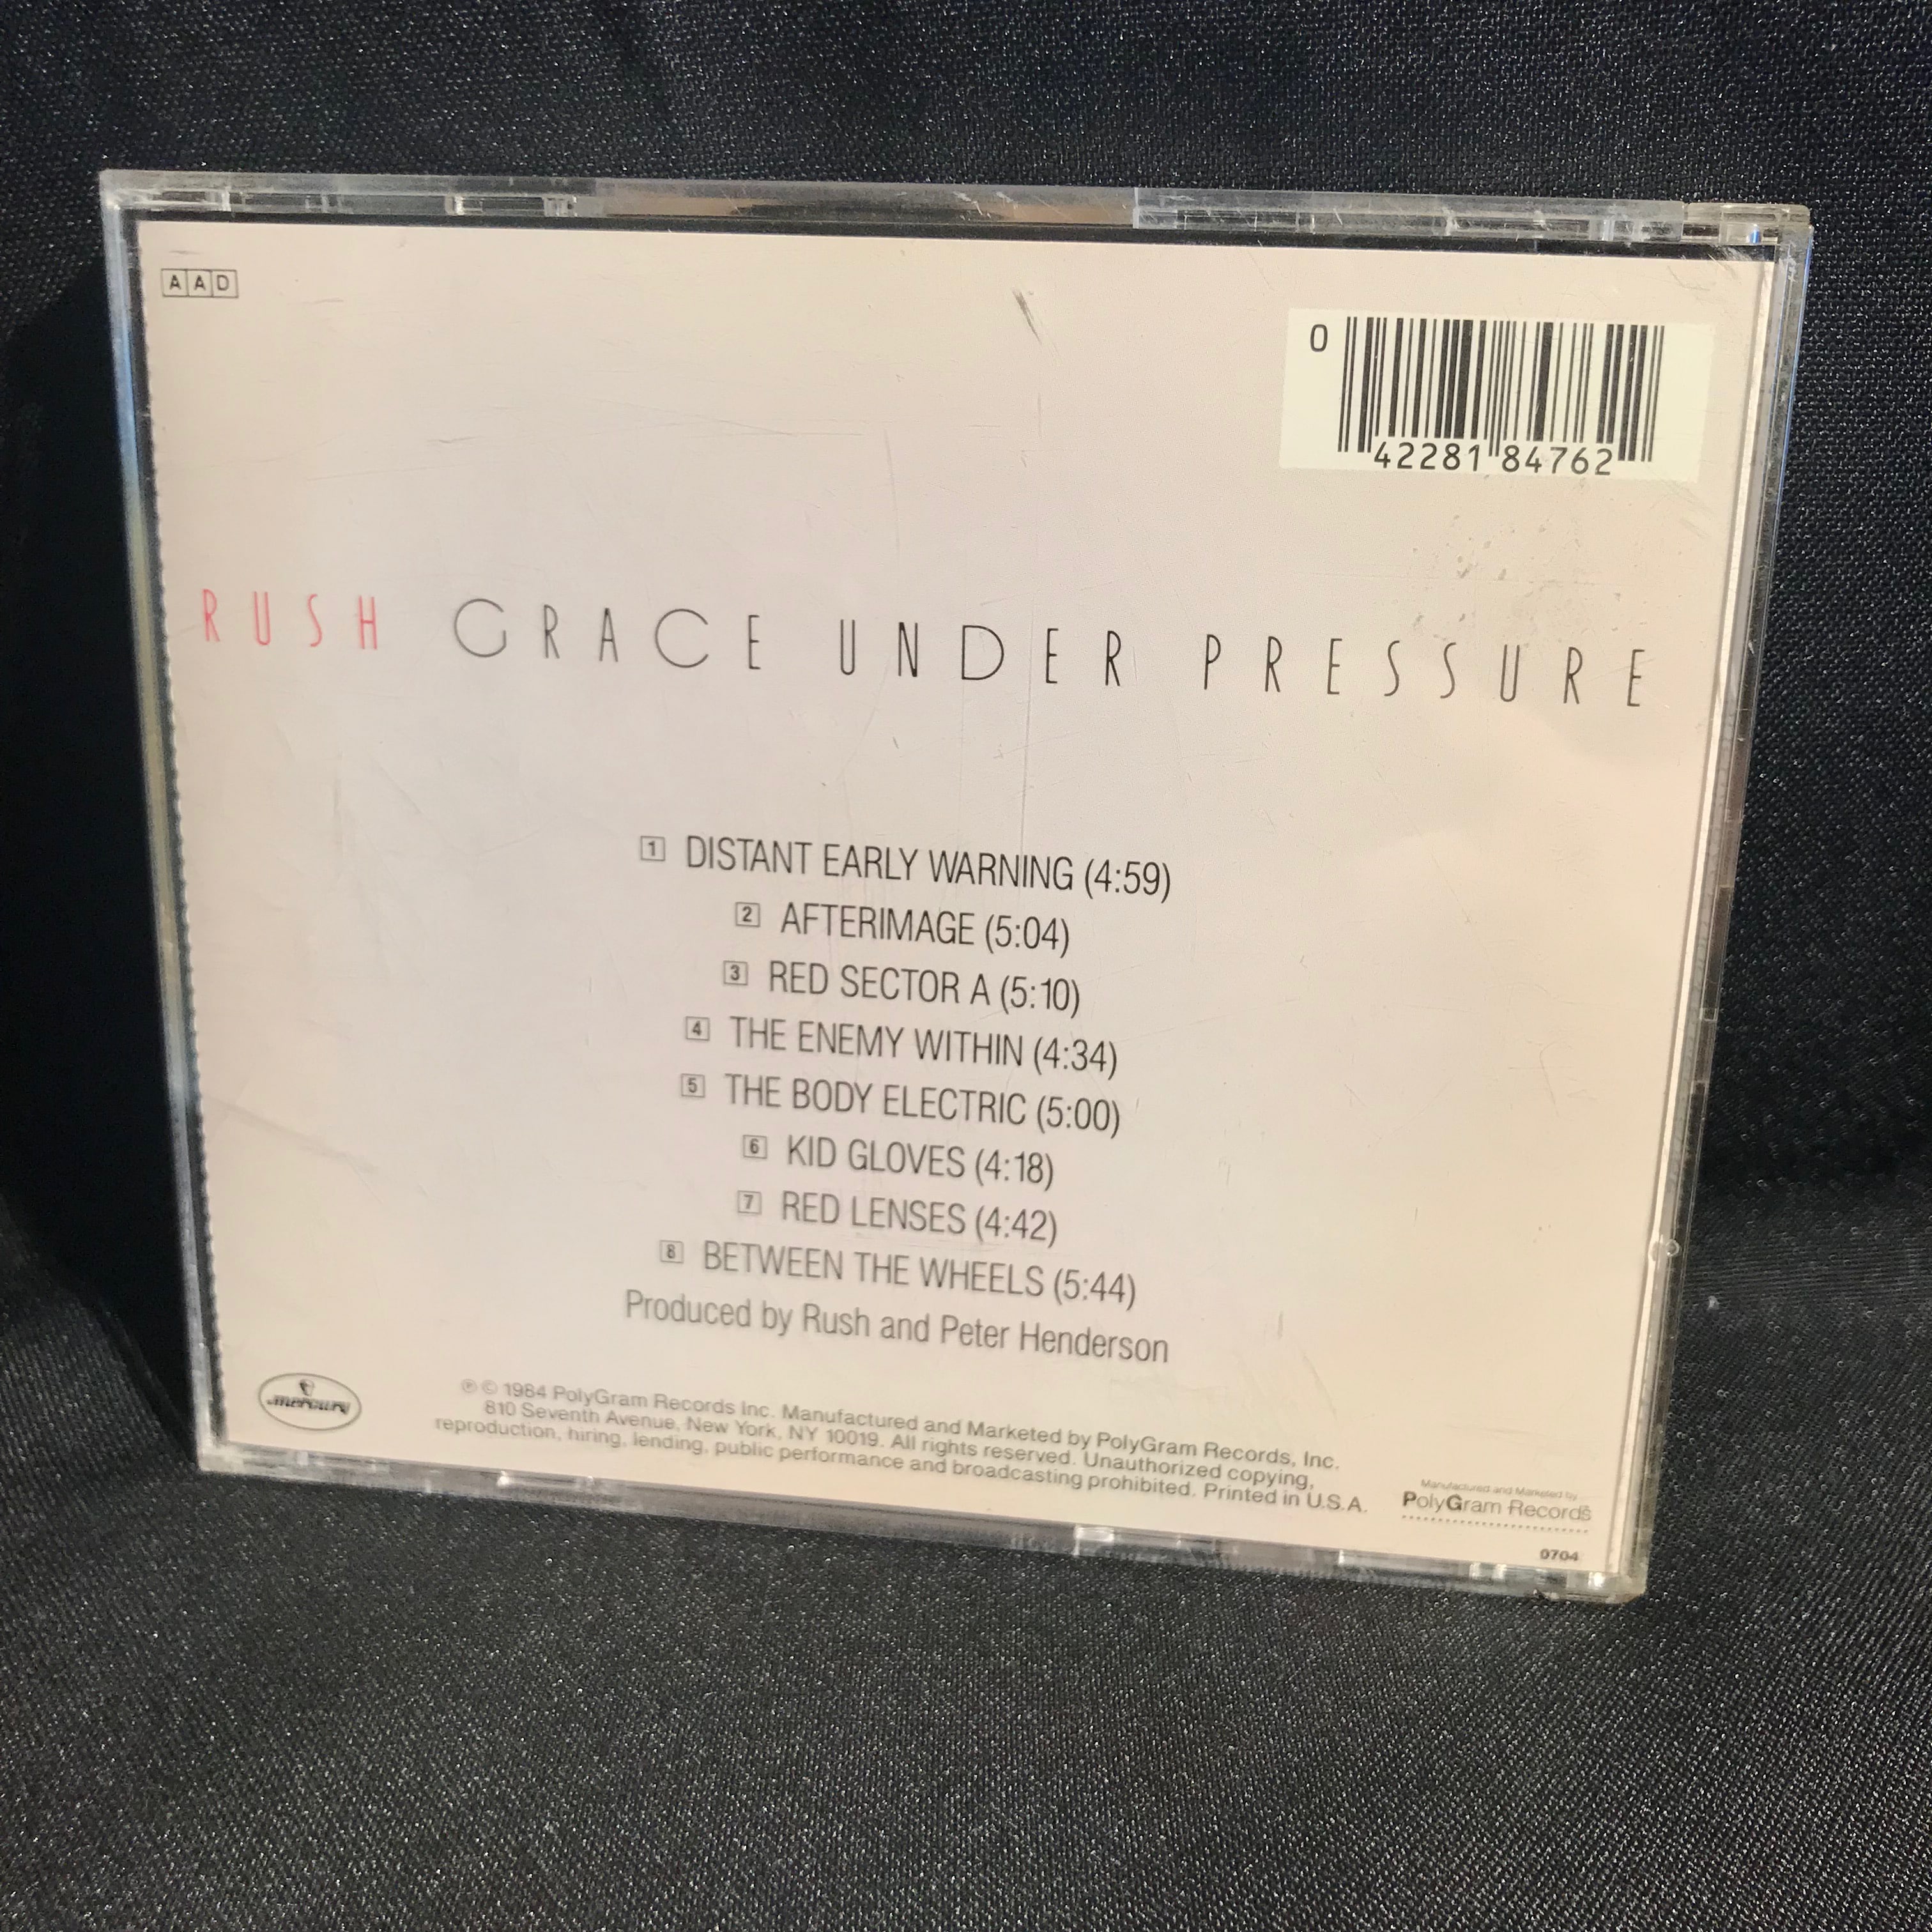 AAD
0
42281 84762
RUSH GRACE UNDER PRESSURE
1 DISTANT EARLY WARNING (4:59)
2 AFTERIMAGE (5:04)
3 RED SECTOR A (5:10)
4 THE ENEMY WITHIN (4:34)
5 THE BODY ELECTRIC (5:00)
6 KID GLOVES (4:18)
7 RED LENSES (4:42)
8 BETWEEN THE WHEELS (5:44)
Produced by Rush and Peter Henderson
mercury
℗ © 1984 PolyGram Records Inc. Manufactured and Marketed by PolyGram Records, Inc.
810 Seventh Avenue, New York, NY 10019. All rights reserved. Unauthorized copying,
reproduction, hiring, lending, public performance and broadcasting prohibited. Printed in U.S.A.
Manufactured and Marketed by
PolyGram Records
0704